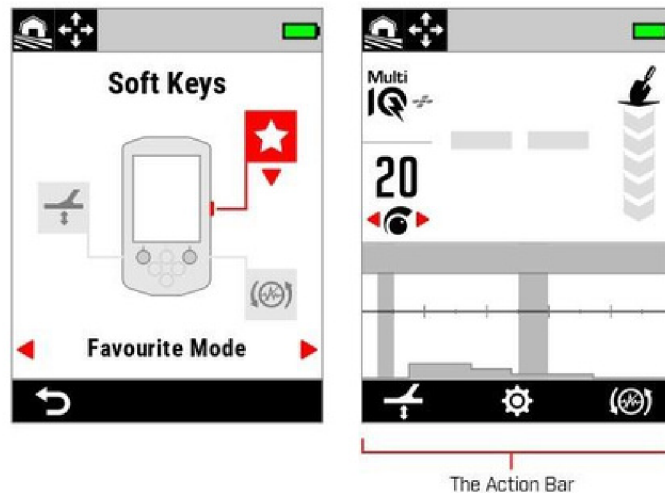 Soft Keys
Favourite Mode
Multi
IQ
20
The Action Bar